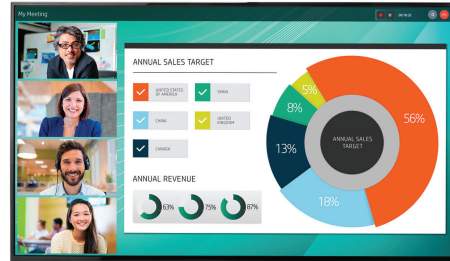 My Meeting
ANNUAL SALES TARGET
UNITED STATES
OF AMERICA
SPAIN
CHINA
UNITED
KINGDOM
CANADA
ANNUAL REVENUE
63%
75%
87%
5%
8%
13%
18%
56%
ANNUAL SALES
TARGET